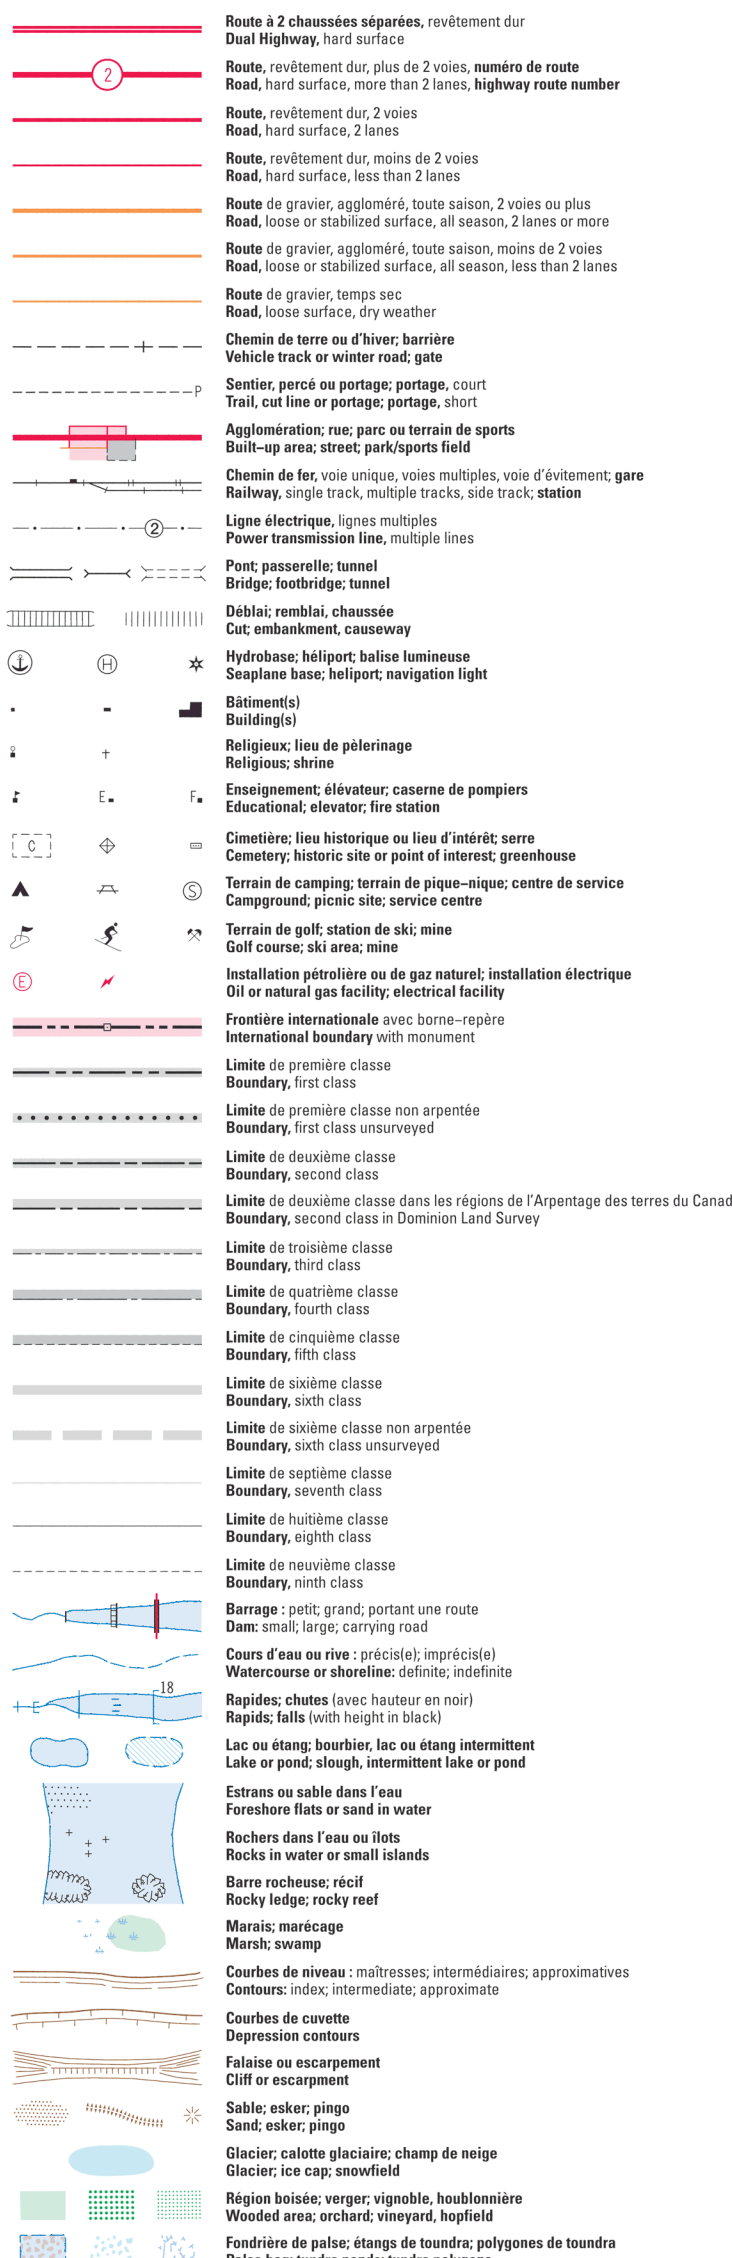 Route à 2 chaussées séparées, revêtement dur
Dual Highway, hard surface
2
Route, revêtement dur, plus de 2 voies, numéro de route
Road, hard surface, more than 2 lanes, highway route number
Route, revêtement dur, 2 voies
Road, hard surface, 2 lanes
Route, revêtement dur, moins de 2 voies
Road, hard surface, less than 2 lanes
Route de gravier, aggloméré, toute saison, 2 voies ou plus
Road, loose or stabilized surface, all season, 2 lanes or more
Route de gravier, aggloméré, toute saison, moins de 2 voies
Road, loose or stabilized surface, all season, less than 2 lanes
Route de gravier, temps sec
Road, loose surface, dry weather
Chemin de terre ou d'hiver; barrière
Vehicle track or winter road; gate
P
Sentier, percé ou portage; portage, court
Trail, cut line or portage; portage, short
Agglomération; rue; parc ou terrain de sports
Built-up area; street; park/sports field
Chemin de fer, voie unique, voies multiples, voie d'évitement; gare
Railway, single track, multiple tracks, side track; station
2
Ligne électrique, lignes multiples
Power transmission line, multiple lines
Pont; passerelle; tunnel
Bridge; footbridge; tunnel
Déblai; remblai, chaussée
Cut; embankment, causeway
H
Hydrobase; héliport; balise lumineuse
Seaplane base; heliport; navigation light
Bâtiment(s)
Building(s)
Religieux; lieu de pèlerinage
Religious; shrine
E F
Enseignement; élévateur; caserne de pompiers
Educational; elevator; fire station
C
Cimetière; lieu historique ou lieu d'intérêt; serre
Cemetery; historic site or point of interest; greenhouse
S
Terrain de camping; terrain de pique-nique; centre de service
Campground; picnic site; service centre
Terrain de golf; station de ski; mine
Golf course; ski area; mine
E
Installation pétrolière ou de gaz naturel; installation électrique
Oil or natural gas facility; electrical facility
Frontière internationale avec borne-repère
International boundary with monument
Limite de première classe
Boundary, first class
Limite de première classe non arpentée
Boundary, first class unsurveyed
Limite de deuxième classe
Boundary, second class
Limite de deuxième classe dans les régions de l'Arpentage des terres du Canad
Boundary, second class in Dominion Land Survey
Limite de troisième classe
Boundary, third class
Limite de quatrième classe
Boundary, fourth class
Limite de cinquième classe
Boundary, fifth class
Limite de sixième classe
Boundary, sixth class
Limite de sixième classe non arpentée
Boundary, sixth class unsurveyed
Limite de septième classe
Boundary, seventh class
Limite de huitième classe
Boundary, eighth class
Limite de neuvième classe
Boundary, ninth class
Barrage : petit; grand; portant une route
Dam: small; large; carrying road
Cours d'eau ou rive : précis(e); imprécis(e)
Watercourse or shoreline: definite; indefinite
18
Rapides; chutes (avec hauteur en noir)
Rapids; falls (with height in black)
Lac ou étang; bourbier, lac ou étang intermittent
Lake or pond; slough, intermittent lake or pond
Estrans ou sable dans l'eau
Foreshore flats or sand in water
Rochers dans l'eau ou îlots
Rocks in water or small islands
Barre rocheuse; récif
Rocky ledge; rocky reef
Marais; marécage
Marsh; swamp
Courbes de niveau : maîtresses; intermédiaires; approximatives
Contours: index; intermediate; approximate
Courbes de cuvette
Depression contours
Falaise ou escarpement
Cliff or escarpment
Sable; esker; pingo
Sand; esker; pingo
Glacier; calotte glaciaire; champ de neige
Glacier; ice cap; snowfield
Région boisée; verger; vignoble, houblonnière
Wooded area; orchard; vineyard, hopfield
Fondrière de palse; étangs de toundra; polygones de toundra